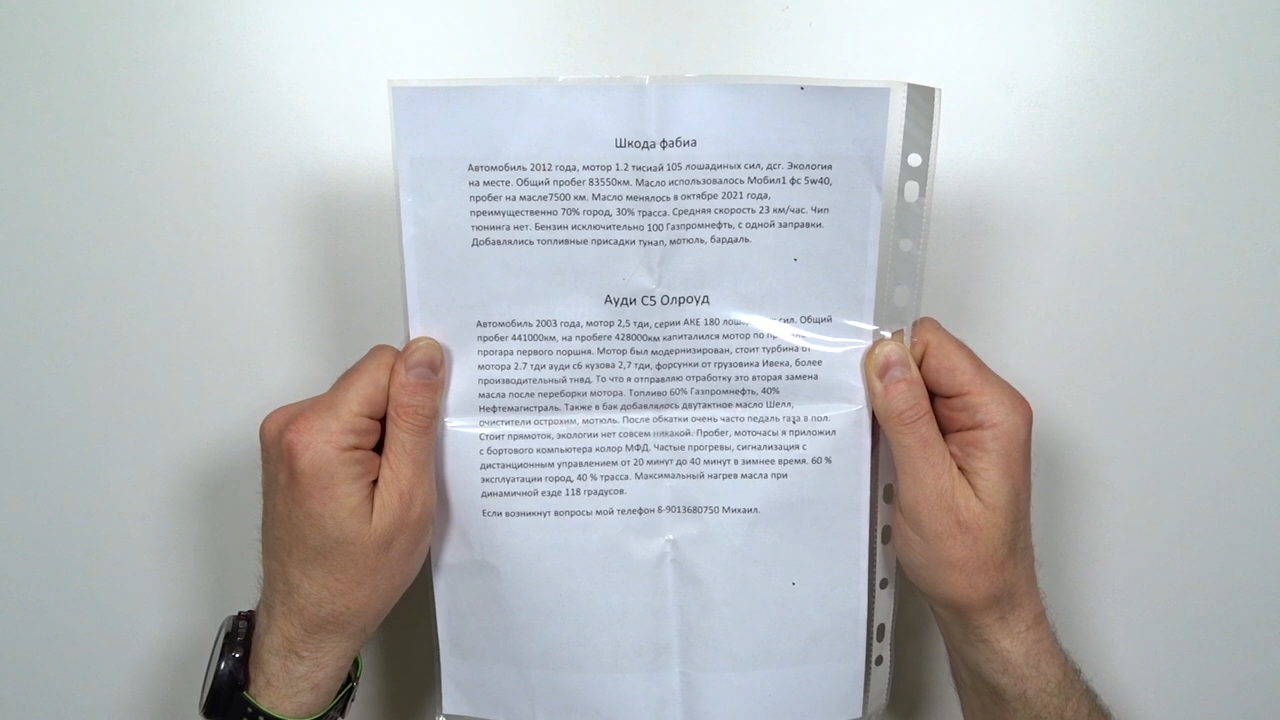 Шкода фабиа
Автомобиль 2012 года, мотор 1.2 тисиай 105 лошадиных сил, дсг. Экология
на месте. Общий пробег 83550км. Масло использовалось Мобил1 фс 5w40,
пробег на масле7500 км. Масло менялось в октябре 2021 года,
преимущественно 70% город, 30% трасса. Средняя скорость 23 км/час. Чип
тюнинга нет. Бензин исключительно 100 Газпромнефть, с одной заправки.
Добавлялись топливные присадки тунап, мотюль, бардаль.
Ауди С5 Олроуд
Автомобиль 2003 года, мотор 2,5 тди, серии АКЕ 180 сил. Общий
пробег 441000км, на пробеге 428000км капиталился мотор по
прогара первого поршня. Мотор был модернизирован, стоит турбина от
мотора 2.7 тди ауди с6 кузова 2,7 тди, форсунки от грузовика Ивека, более
производительный тнвд. То что я отправляю отработку это вторая замена
масла после переборки мотора. Топливо 60% Газпромнефть, 40%
Нефтемагистраль. Также в бак добавлялось двутактное масло Шелл,
очистители острохим, мотюль. После обкатки очень часто педаль газа в пол.
Стоит прямоток, экологии нет совсем никакой. Пробег, моточасы я приложил
с бортового компьютера колор МФД. Частые прогревы, сигнализация с
дистанционным управлением от 20 минут до 40 минут в зимнее время. 60 %
эксплуатации город, 40 % трасса. Максимальный нагрев масла при
динамичной езде 118 градусов.
Если возникнут вопросы мой телефон 8-9013680750 Михаил.